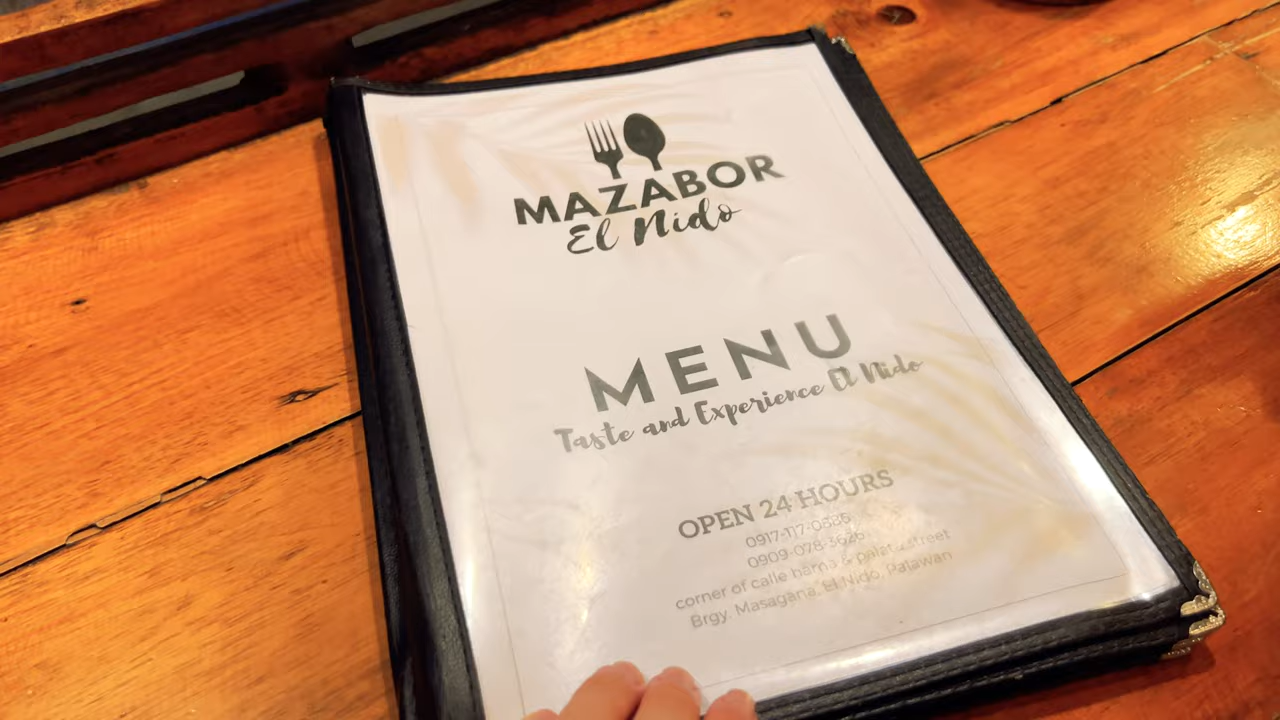 MAZABOR
El Nido
MENU
Taste and Experience El Nido
OPEN 24 HOURS
0917-117-0885
0909-078-3626
corner of calle hama & palat street
Brgy. Masagana, El Nido, Palawan